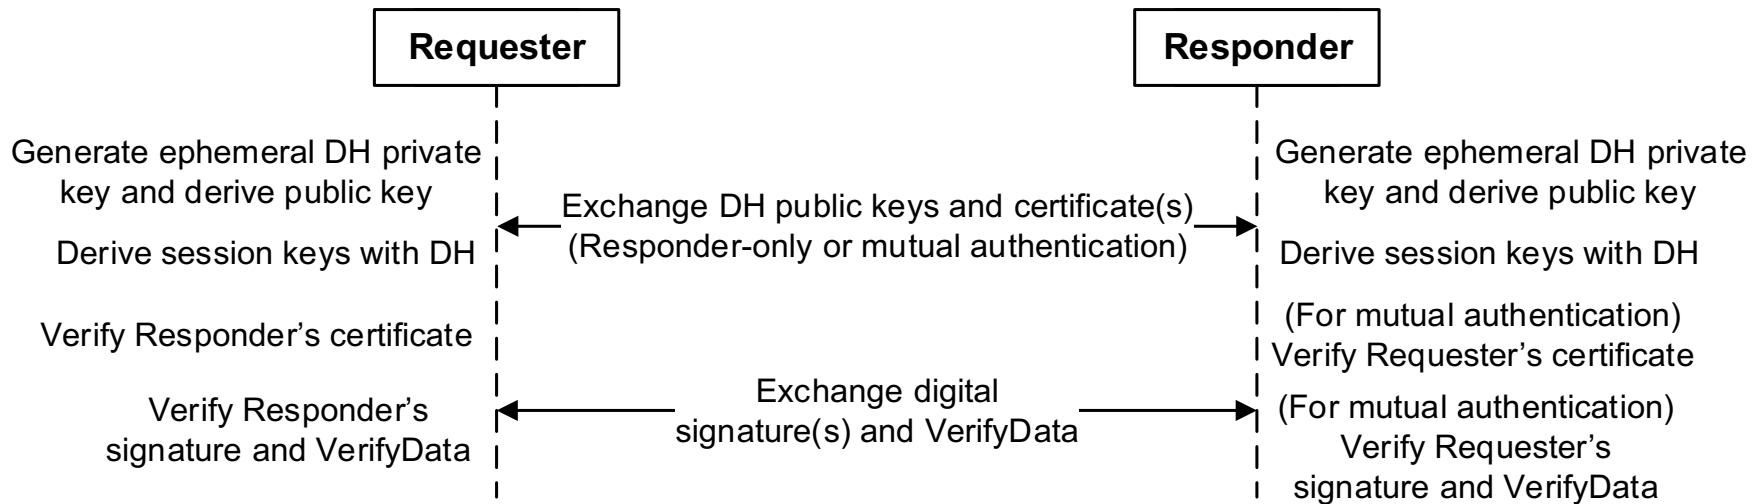 Requester
Responder
Generate ephemeral DH private
key and derive public key
Generate ephemeral DH private
key and derive public key
Exchange DH public keys and certificate(s)
(Responder-only or mutual authentication)
Derive session keys with DH
Derive session keys with DH
Verify Responder’s certificate
(For mutual authentication)
Verify Requester’s certificate
Exchange digital
signature(s) and VerifyData
Verify Responder’s
signature and VerifyData
(For mutual authentication)
Verify Requester’s
signature and VerifyData